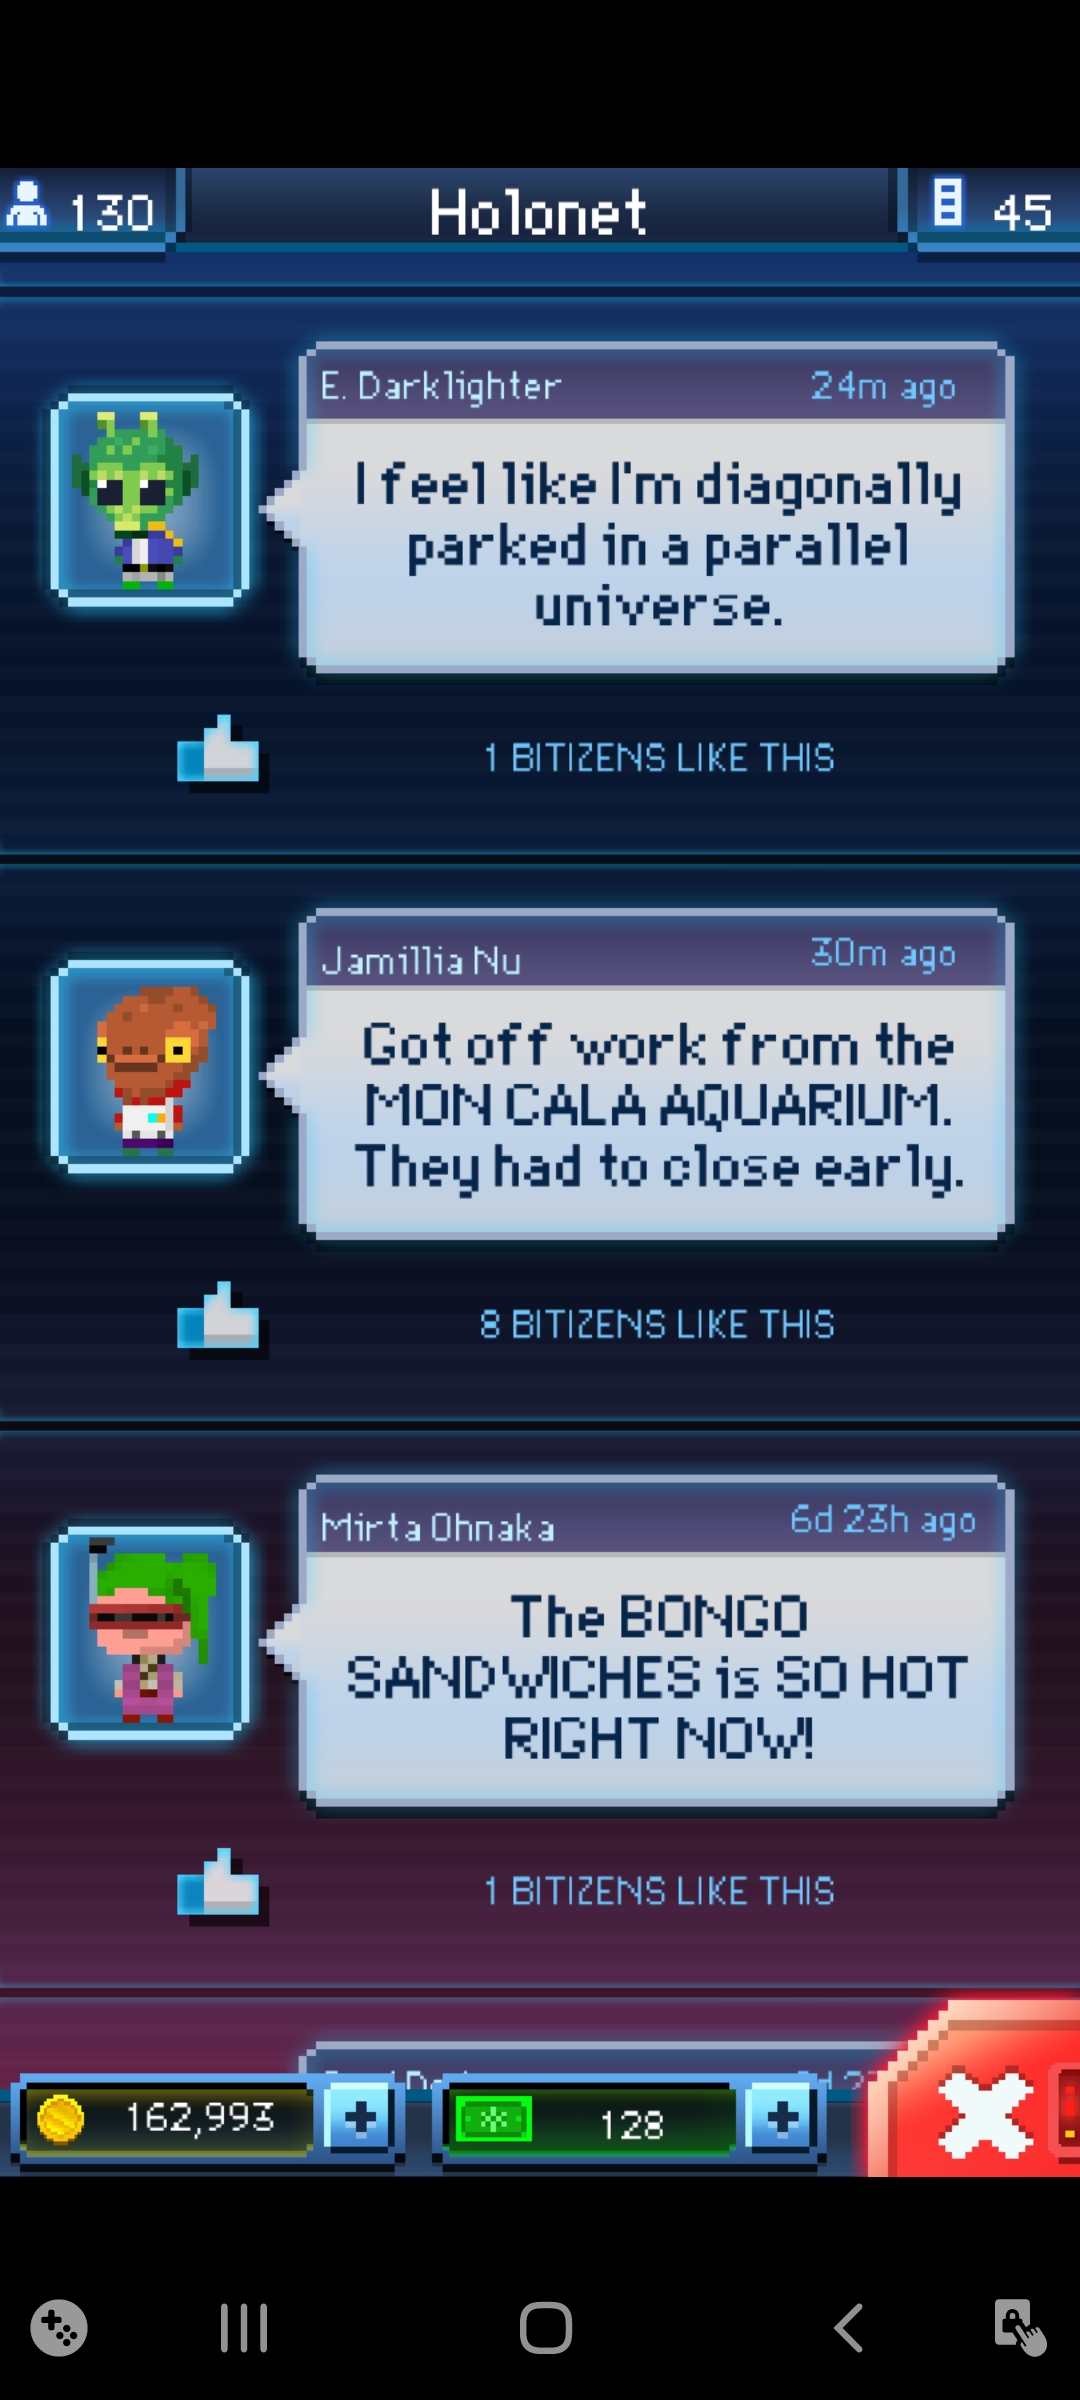 130
Holonet
45
E. Darklighter
24m ago
I feel like I'm diagonally
parked in a parallel
universe.
1 BITIZENS LIKE THIS
Jamillia Nu
30m ago
Got off work from the
MON CALA AQUARIUM.
They had to close early.
8 BITIZENS LIKE THIS
Mirta Ohnaka
6d 23h ago
The BONGO
SANDWICHES is SO HOT
RIGHT NOW!
1 BITIZENS LIKE THIS
162,993
128